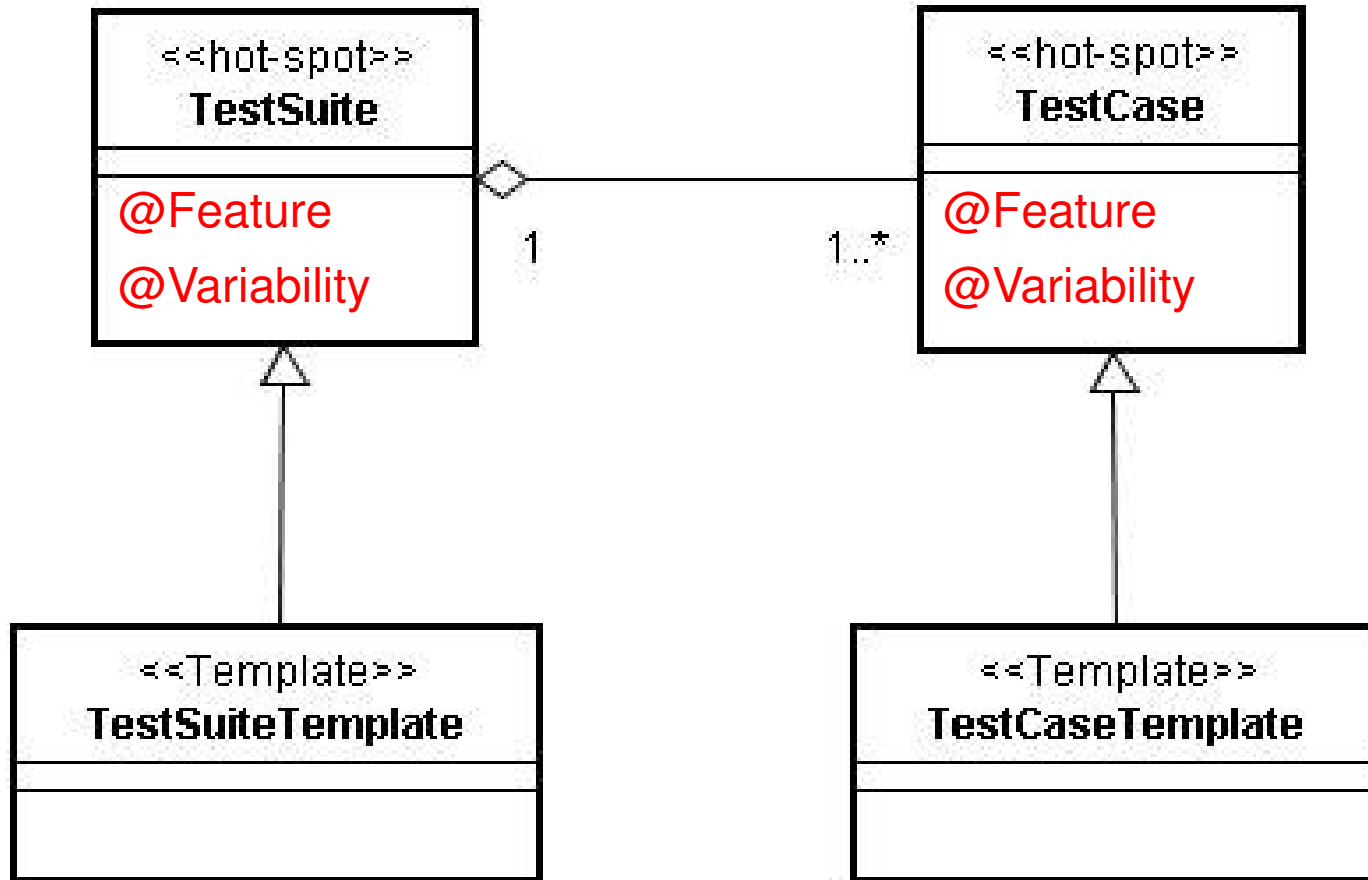 <<hot-spot>>
TestSuite
@Feature
@Variability
<<hot-spot>>
TestCase
@Feature
@Variability
1
1..*
<<Template>>
TestSuiteTemplate
<<Template>>
TestCaseTemplate